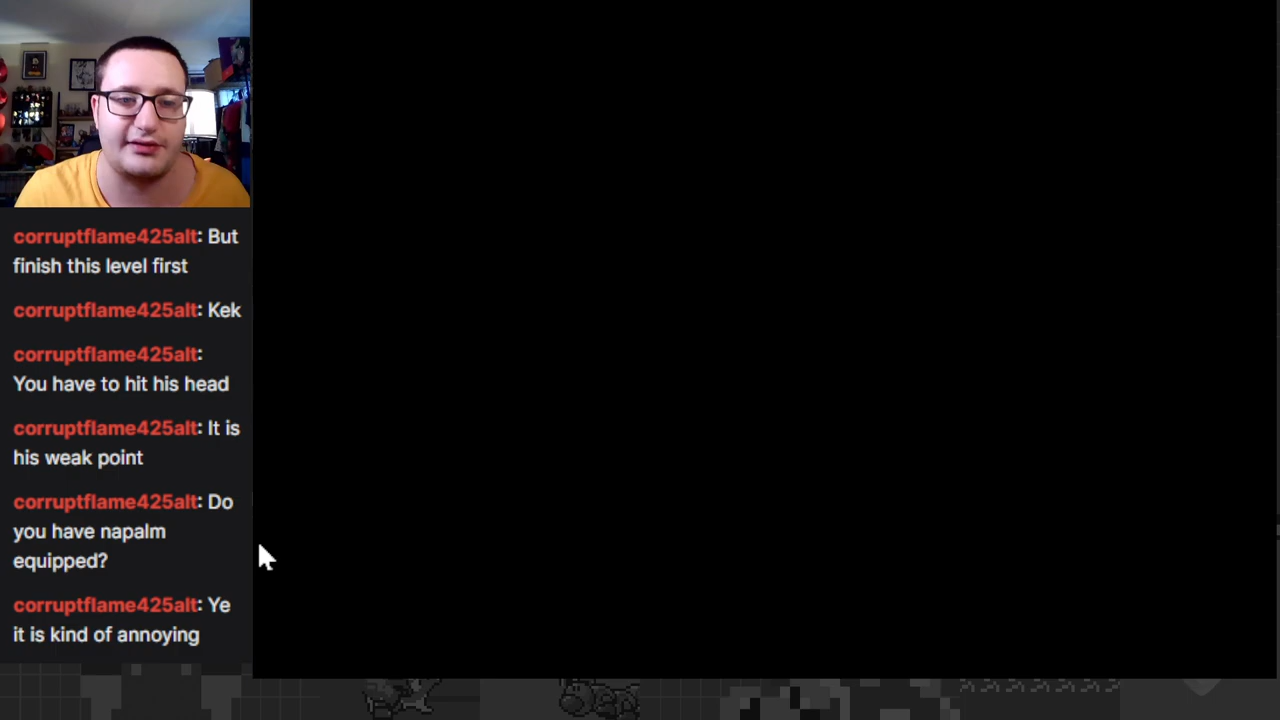 corruptflame425alt: But
finish this level first
corruptflame425alt: Kek
corruptflame425alt:
You have to hit his head
corruptflame425alt: It is
his weak point
corruptflame425alt: Do
you have napalm
equipped?
corruptflame425alt: Ye
it is kind of annoying